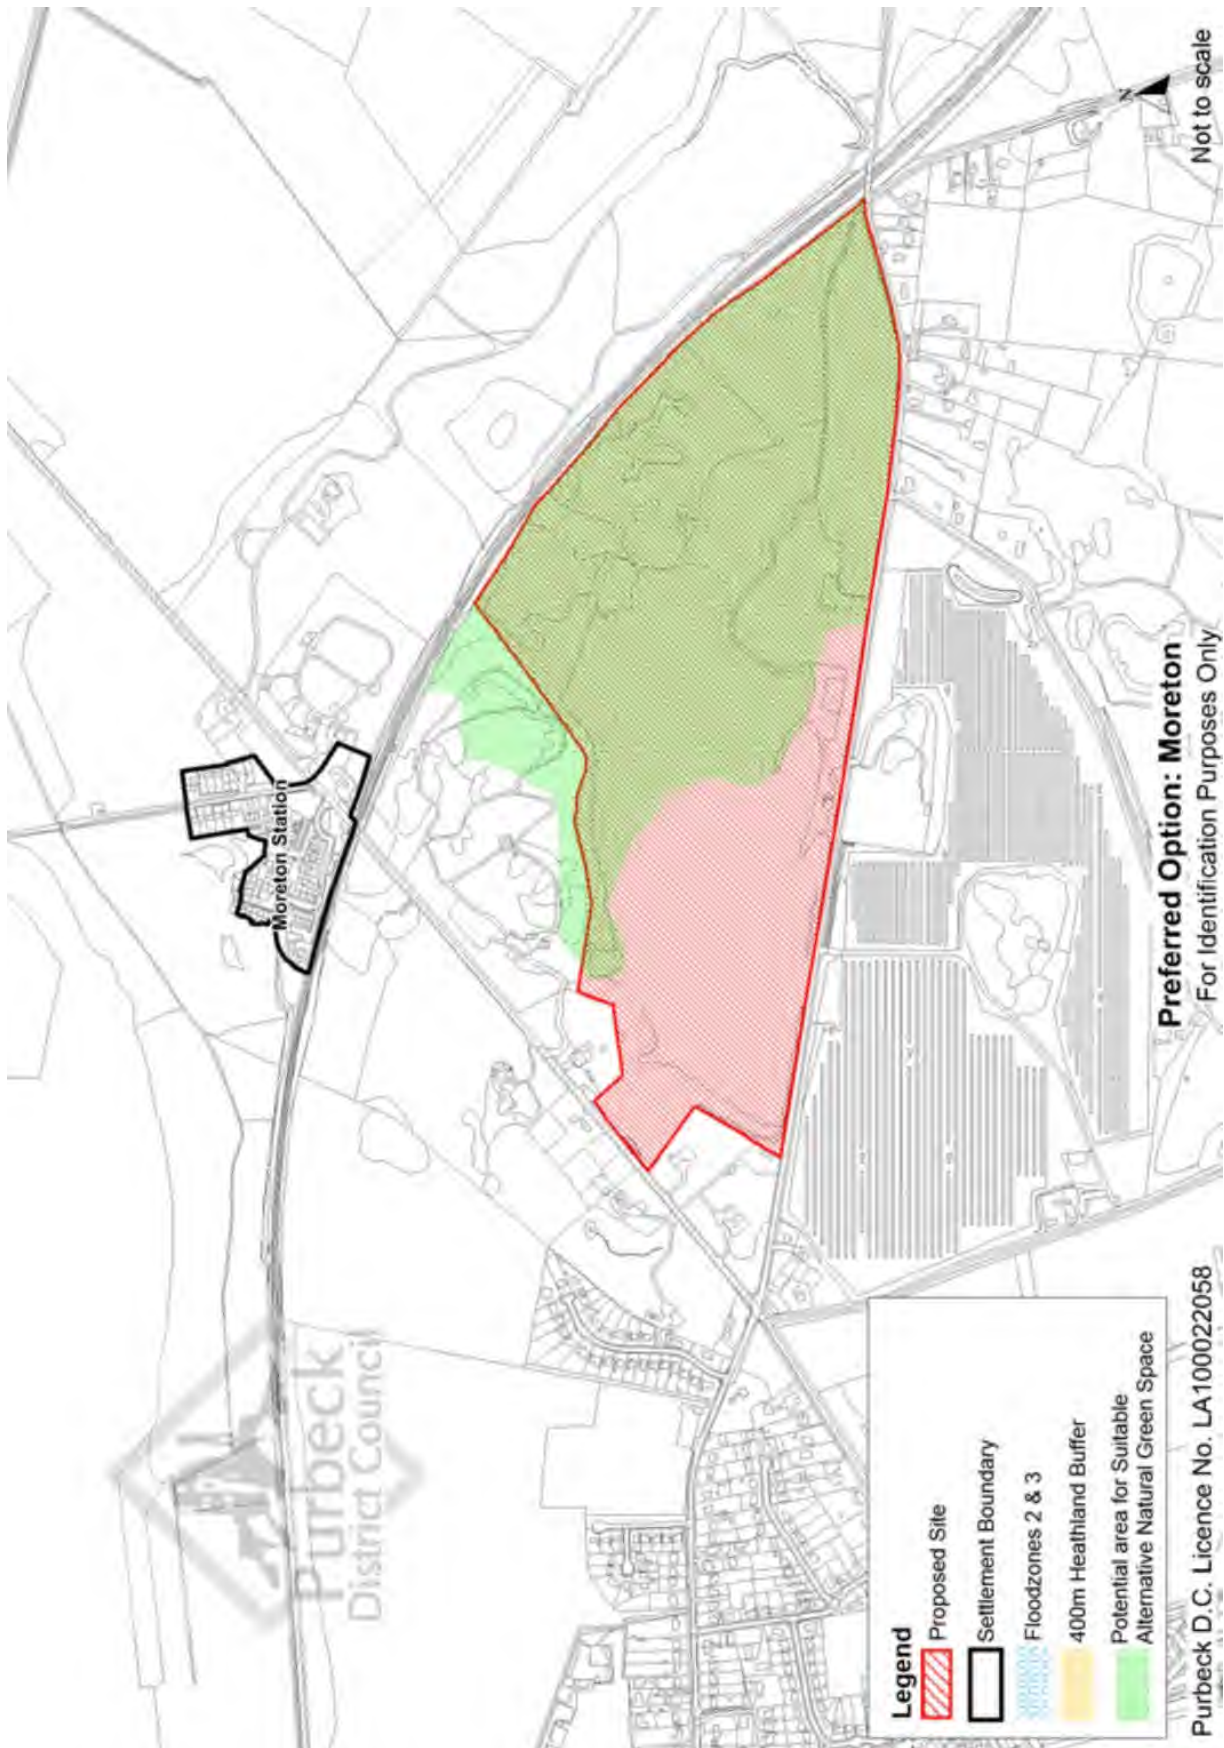 Moreton Station
Purbeck
District Council
Legend
Proposed Site
Settlement Boundary
Floodzones 2 & 3
400m Heathland Buffer
Potential area for Suitable
Alternative Natural Green Space
Preferred Option: Moreton
For Identification Purposes Only
Purbeck D.C. Licence No. LA100022058
N
Not to scale